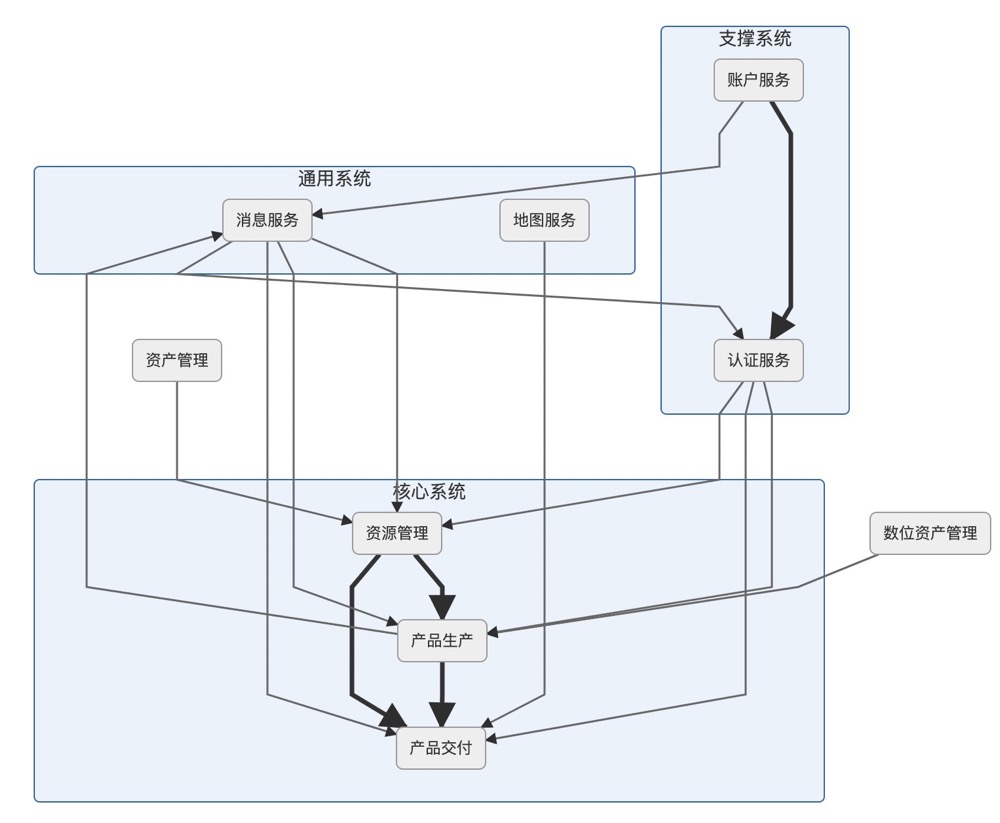 支撑系统
账户服务
通用系统
消息服务
地图服务
资产管理
认证服务
核心系统
资源管理
数位资产管理
产品生产
产品交付